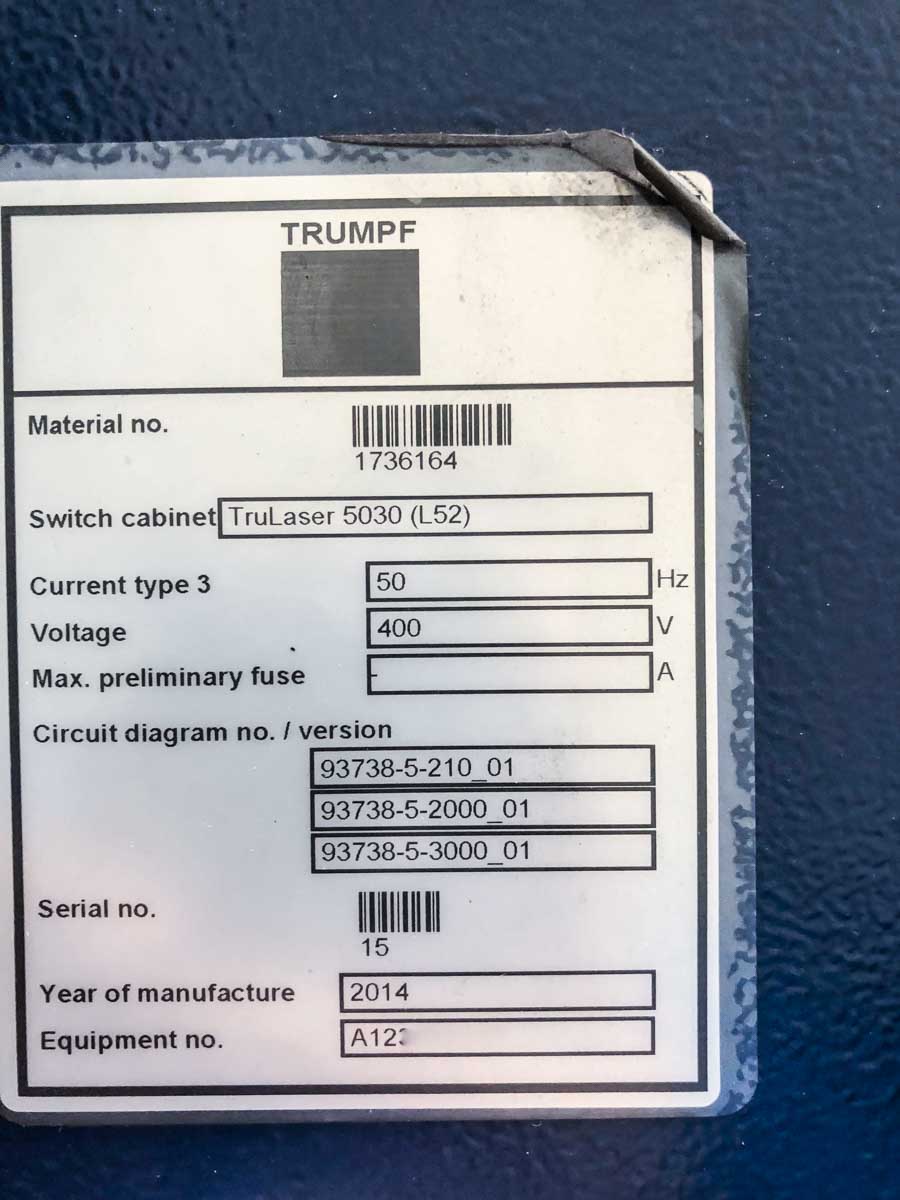 TRUMPF
Material no.
1736164
Switch cabinet TruLaser 5030 (L52)
Current type 3 50 Hz
Voltage 400 V
Max. preliminary fuse - A
Circuit diagram no. / version
93738-5-210_01
93738-5-2000_01
93738-5-3000_01
Serial no.
15
Year of manufacture 2014
Equipment no.